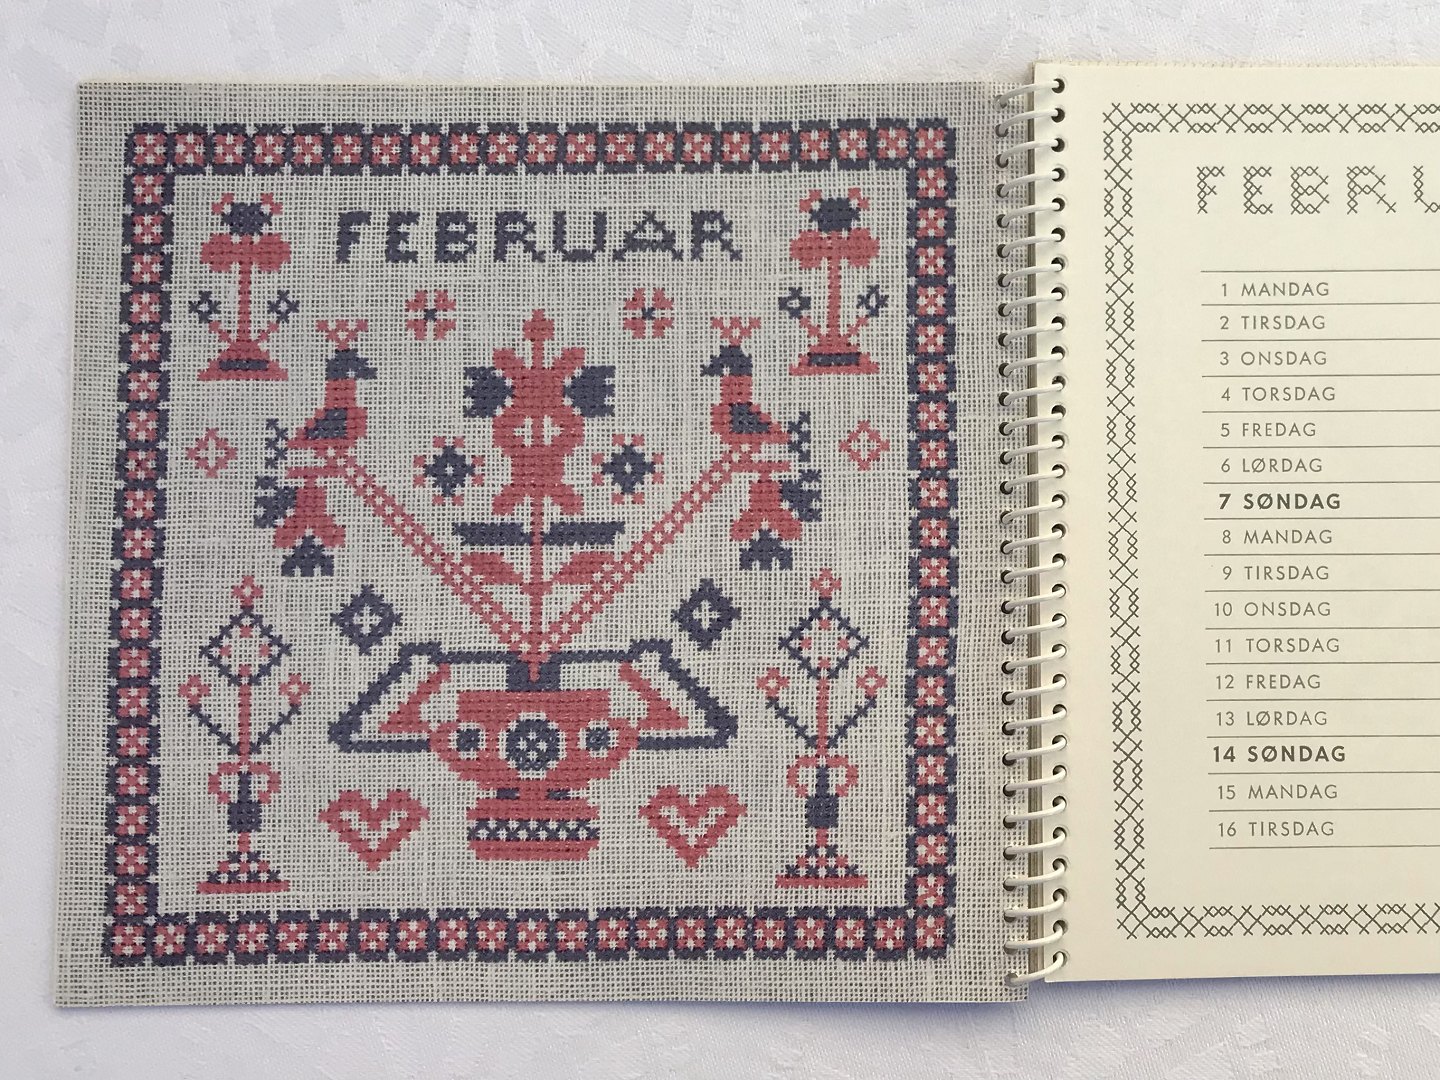 FEBRUAR
FEBRU
1 MANDAG
2 TIRSDAG
3 ONSDAG
4 TORSDAG
5 FREDAG
6 LØRDAG
7 SØNDAG
8 MANDAG
9 TIRSDAG
10 ONSDAG
11 TORSDAG
12 FREDAG
13 LØRDAG
14 SØNDAG
15 MANDAG
16 TIRSDAG